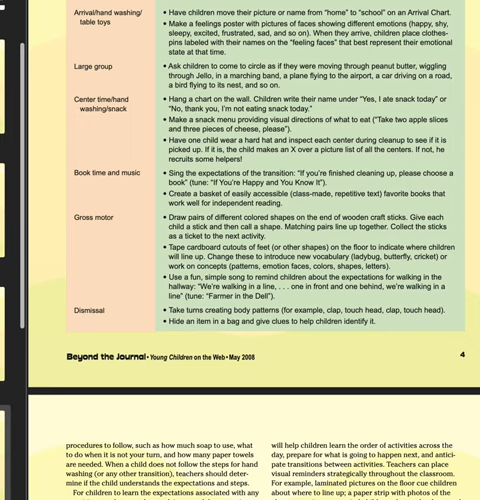 Arrival/hand washing/
table toys
• Have children move their picture or name from “home” to “school” on an Arrival Chart.
• Make a feelings poster with pictures of faces showing different emotions (happy, shy,
sleepy, excited, frustrated, sad, and so on). When they arrive, children place clothes-
pins labeled with their names on the “feeling faces” that best represent their emotional
state at that time.
Large group
• Ask children to come to circle as if they were moving through peanut butter, wiggling
through Jello, in a marching band, a plane flying to the airport, a car driving on a road,
a bird flying to its nest, and so on.
Center time/hand
washing/snack
• Hang a chart on the wall. Children write their name under “Yes, I ate snack today” or
“No, thank you, I’m not eating snack today.”
• Make a snack menu providing visual directions of what to eat (“Take two apple slices
and three pieces of cheese, please”).
• Have one child wear a hard hat and inspect each center during cleanup to see if it is
picked up. If it is, the child makes an X over a picture list of all the centers. If not, he
recruits some helpers!
Book time and music
• Sing the expectations of the transition: “If you’re finished cleaning up, please choose a
book” (tune: “If You’re Happy and You Know It”).
• Create a basket of easily accessible (class-made, repetitive text) favorite books that
work well for independent reading.
Gross motor
• Draw pairs of different colored shapes on the end of wooden craft sticks. Give each
child a stick and then call a shape. Matching pairs line up together. Collect the sticks
as a ticket to the next activity.
• Tape cardboard cutouts of feet (or other shapes) on the floor to indicate where children
will line up. Change these to introduce new vocabulary (ladybug, butterfly, cricket) or
work on concepts (patterns, emotion faces, colors, shapes, letters).
• Use a fun, simple song to remind children about the expectations for walking in the
hallway: “We’re walking in a line, . . . one in front and one behind, we’re walking in a
line” (tune: “Farmer in the Dell”).
Dismissal
• Take turns creating body patterns (for example, clap, touch head, clap, touch head).
• Hide an item in a bag and give clues to help children identify it.
Beyond the Journal • Young Children on the Web • May 2008
4
procedures to follow, such as how much soap to use, what
to do when it is not your turn, and how many paper towels
are needed. When a child does not follow the steps for hand
washing (or any other transition), teachers should deter-
mine if the child understands the expectations and steps.
For children to learn the expectations associated with any
will help children learn the order of activities across the
day, prepare for what is going to happen next, and antici-
pate transitions between activities. Teachers can place
visual reminders strategically throughout the classroom.
For example, laminated pictures on the floor cue children
about where to line up; a paper strip with photos of the